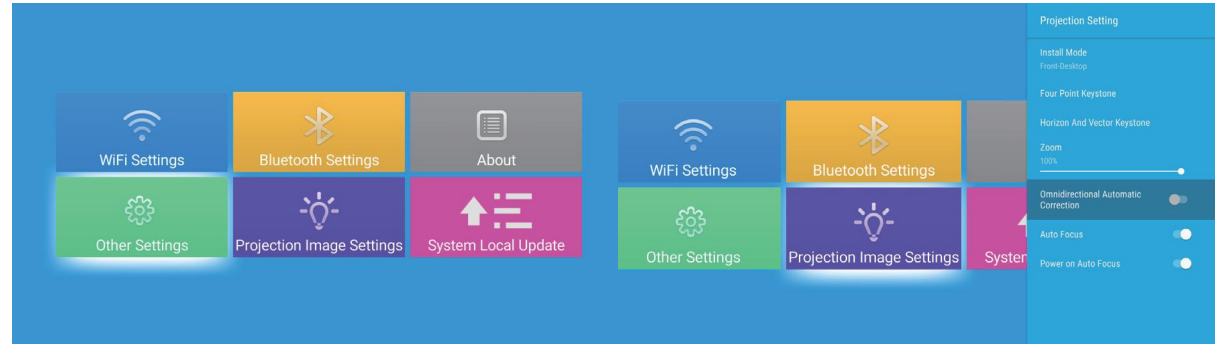 WiFi Settings
Bluetooth Settings
About
Other Settings
Projection Image Settings
System Local Update
WiFi Settings
Bluetooth Settings
Other Settings
Projection Image Settings
System
Projection Setting
Install Mode
Front-Desktop
Four Point Keystone
Horizon And Vector Keystone
Zoom
100%
Omnidirectional Automatic
Correction
Auto Focus
Power on Auto Focus